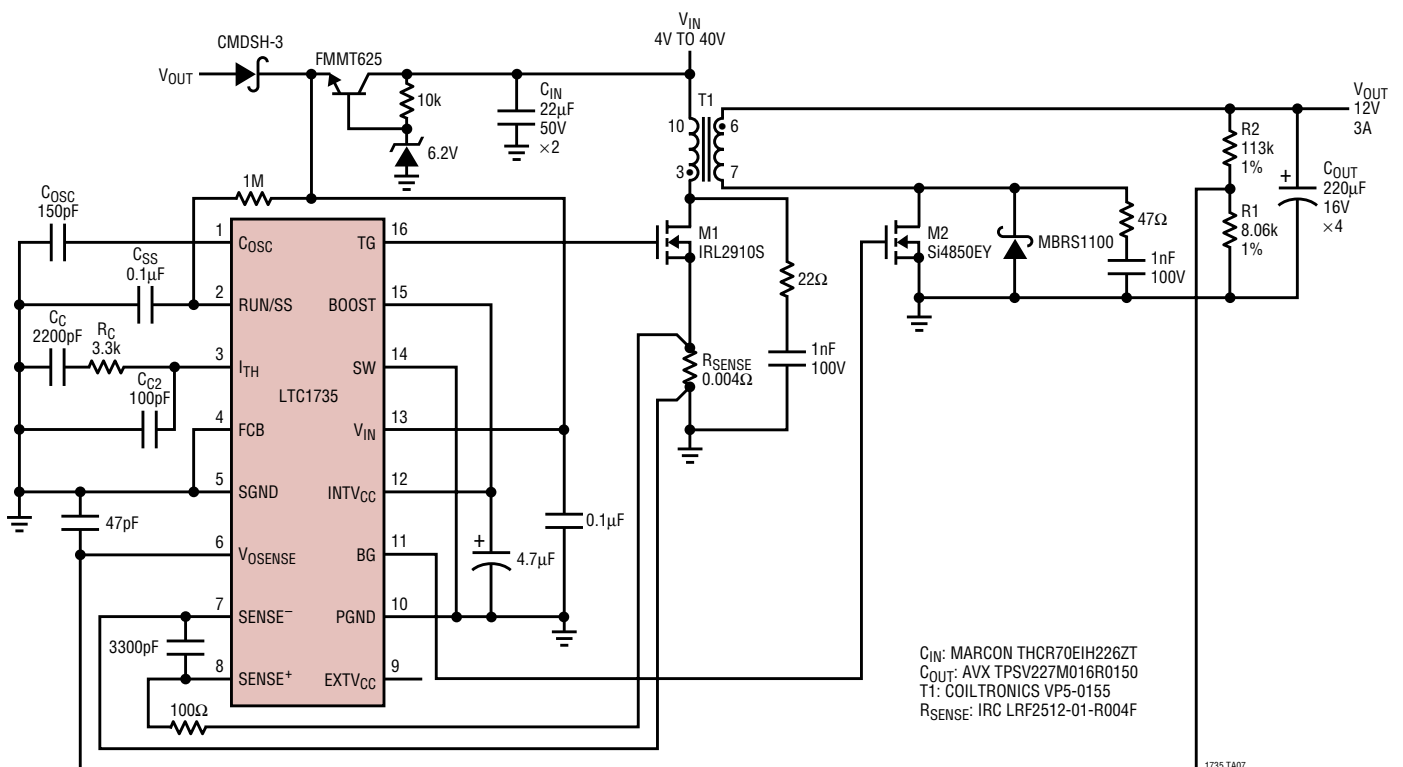 V_IN
4V TO 40V
CMDSH-3
FMMT625
V_OUT
10k
C_IN
22µF
50V
×2
6.2V
T1
10
6
3
7
V_OUT
12V
3A
R2
113k
1%
R1
8.06k
1%
+
C_OUT
220µF
16V
×4
1M
C_OSC
150pF
C_SS
0.1µF
C_C
2200pF
R_C
3.3k
C_C2
100pF
47pF
3300pF
100Ω
1
C_OSC
2
RUN/SS
3
I_TH
4
FCB
5
SGND
6
V_OSENSE
7
SENSE⁻
8
SENSE⁺
LTC1735
TG
16
BOOST
15
SW
14
V_IN
13
INTV_CC
12
BG
11
PGND
10
EXTV_CC
9
+
4.7µF
0.1µF
M1
IRL2910S
22Ω
1nF
100V
R_SENSE
0.004Ω
M2
Si4850EY
MBRS1100
47Ω
1nF
100V
C_IN: MARCON THCR70EIH226ZT
C_OUT: AVX TPSV227M016R0150
T1: COILTRONICS VP5-0155
R_SENSE: IRC LRF2512-01-R004F
1735 TA07